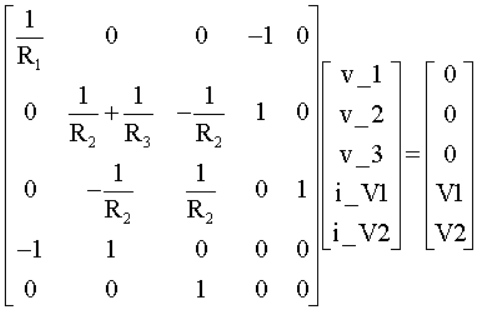 1/R₁ 0 0 −1 0
0 1/R₂ + 1/R₃ −1/R₂ 1 0
0 −1/R₂ 1/R₂ 0 1
−1 1 0 0 0
0 0 1 0 0
v_1
v_2
v_3
i_V1
i_V2
=
0
0
0
V1
V2